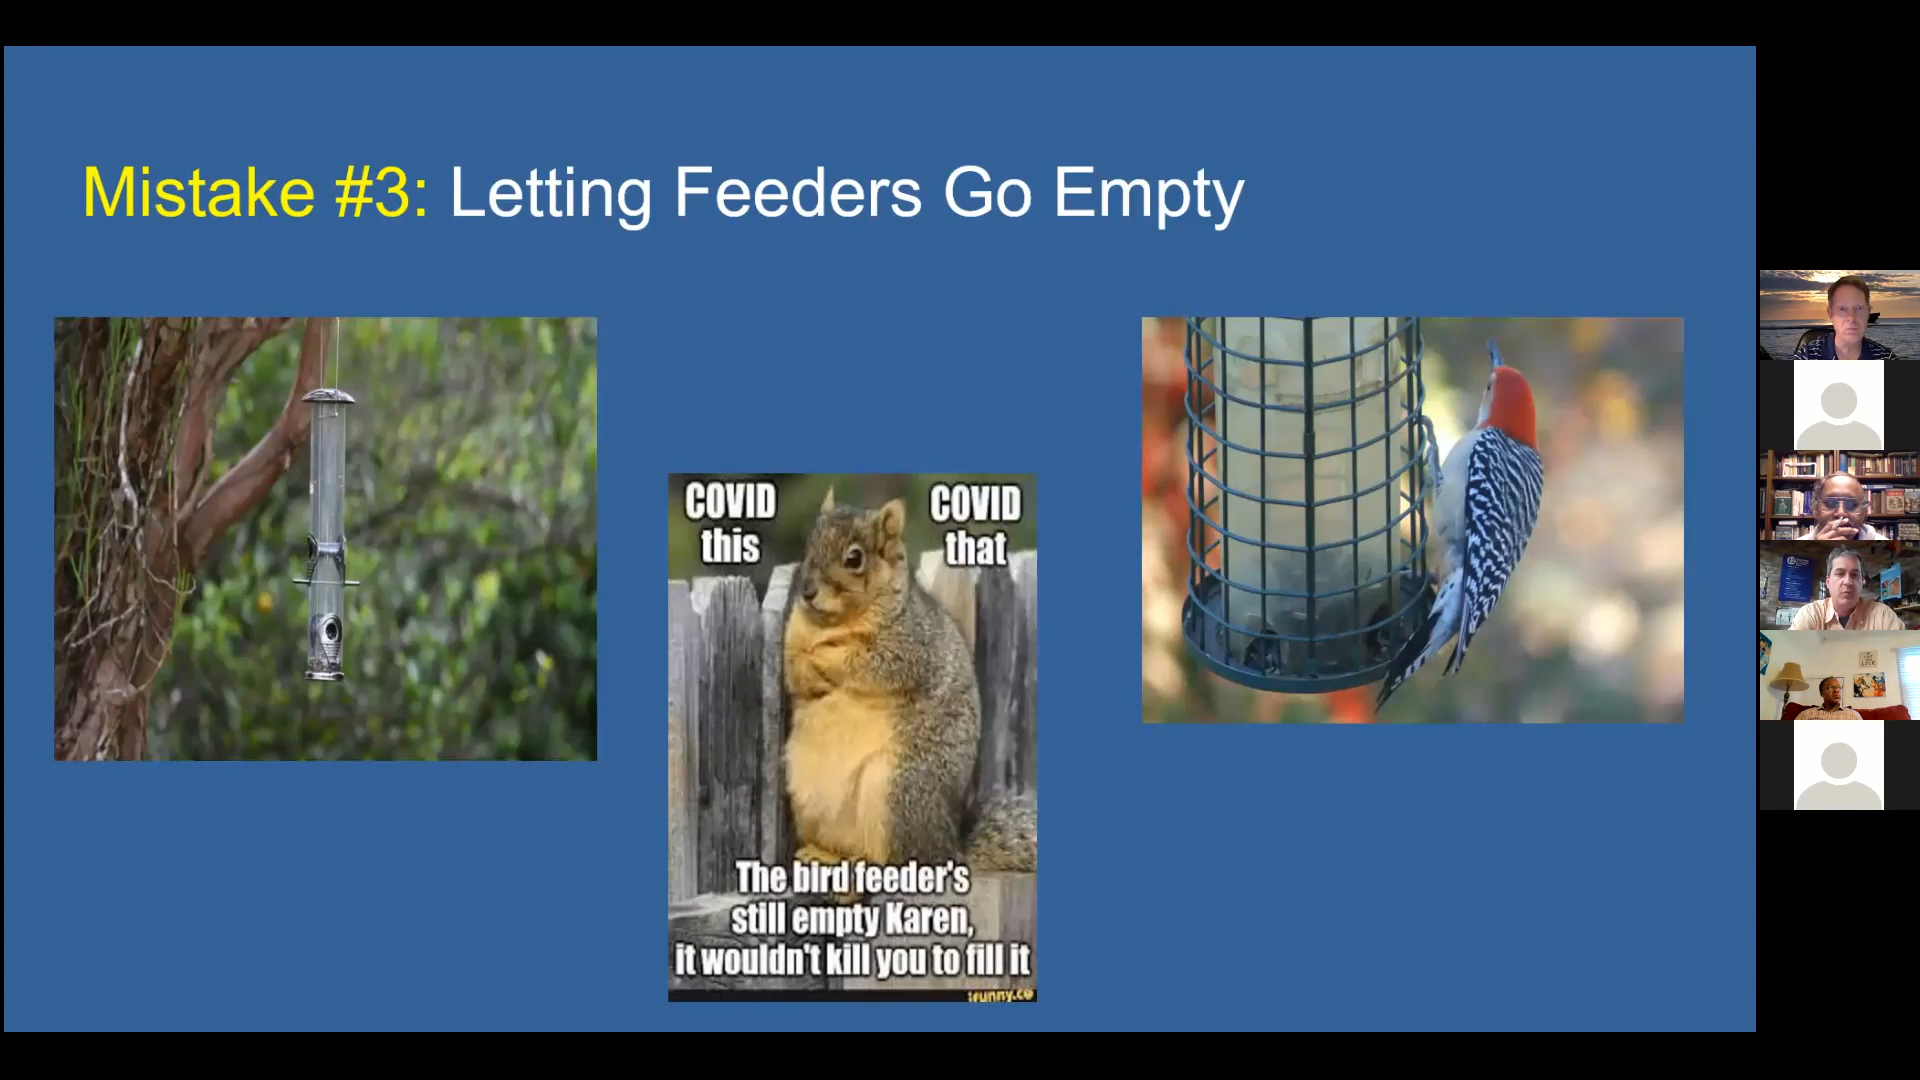 Mistake #3: Letting Feeders Go Empty
COVID
this
COVID
that
The bird feeder's
still empty Karen,
it wouldn't kill you to fill it
ifunny.co